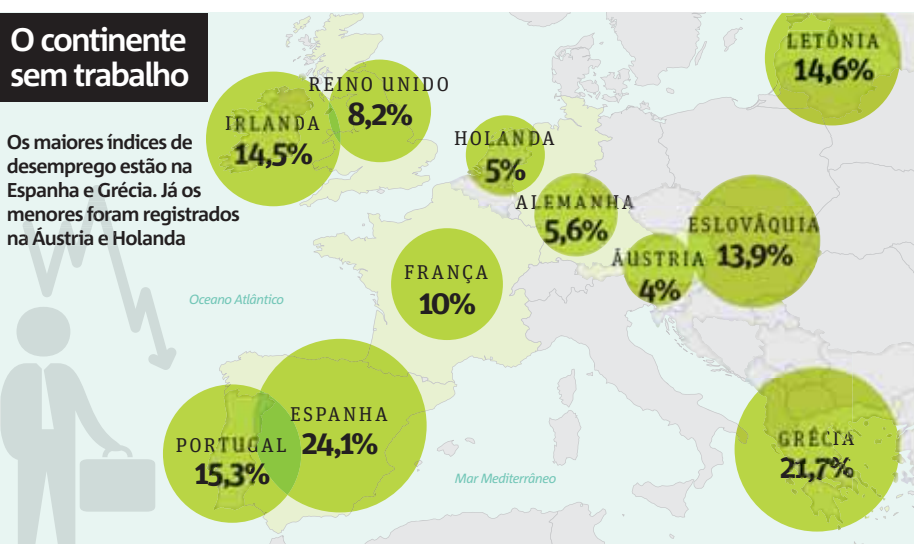 O continente
sem trabalho
Os maiores índices de
desemprego estão na
Espanha e Grécia. Já os
menores foram registrados
na Áustria e Holanda
LETÔNIA
14,6%
REINO UNIDO
8,2%
IRLANDA
14,5%
HOLANDA
5%
ALEMANHA
5,6%
ESLOVÁQUIA
13,9%
ÁUSTRIA
4%
FRANÇA
10%
Oceano Atlântico
ESPANHA
24,1%
PORTUGAL
15,3%
GRÉCIA
21,7%
Mar Mediterrâneo